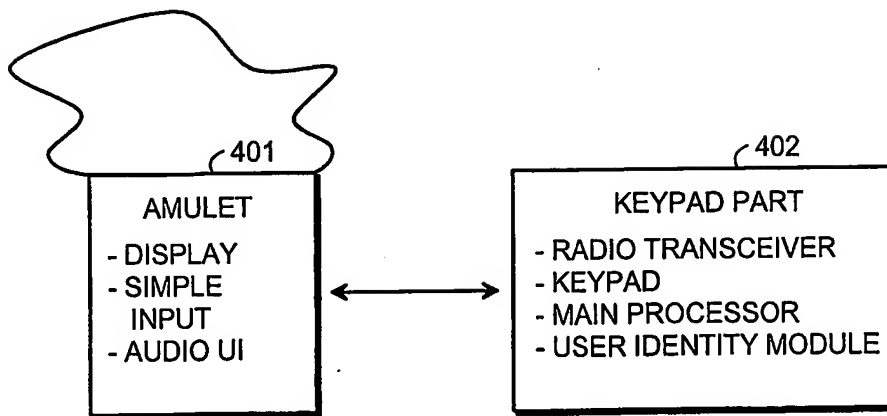 401
402
AMULET
- DISPLAY
- SIMPLE
INPUT
- AUDIO UI
KEYPAD PART
- RADIO TRANSCEIVER
- KEYPAD
- MAIN PROCESSOR
- USER IDENTITY MODULE